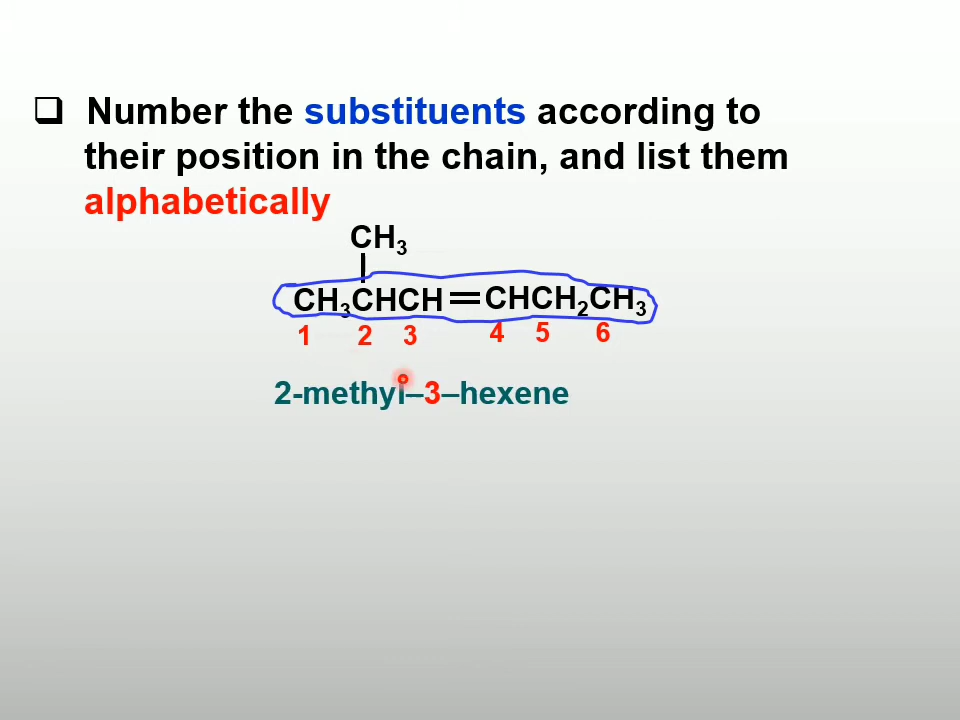 ❑ Number the substituents according to
their position in the chain, and list them
alphabetically
CH₃
CH₃CHCH=CHCH₂CH₃
1 2 3 4 5 6
2-methyl–3–hexene